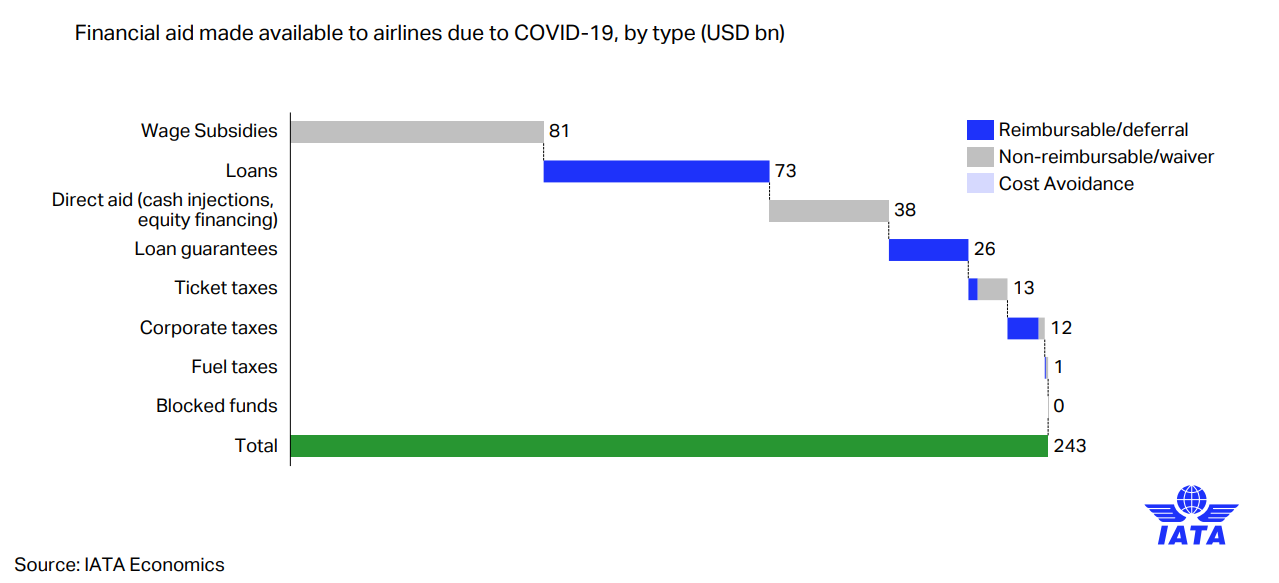 Financial aid made available to airlines due to COVID-19, by type (USD bn)
Wage Subsidies
81
Reimbursable/deferral
Non-reimbursable/waiver
Cost Avoidance
Loans
73
Direct aid (cash injections,
equity financing)
38
Loan guarantees
26
Ticket taxes
13
Corporate taxes
12
Fuel taxes
1
Blocked funds
0
Total
243
IATA
Source: IATA Economics